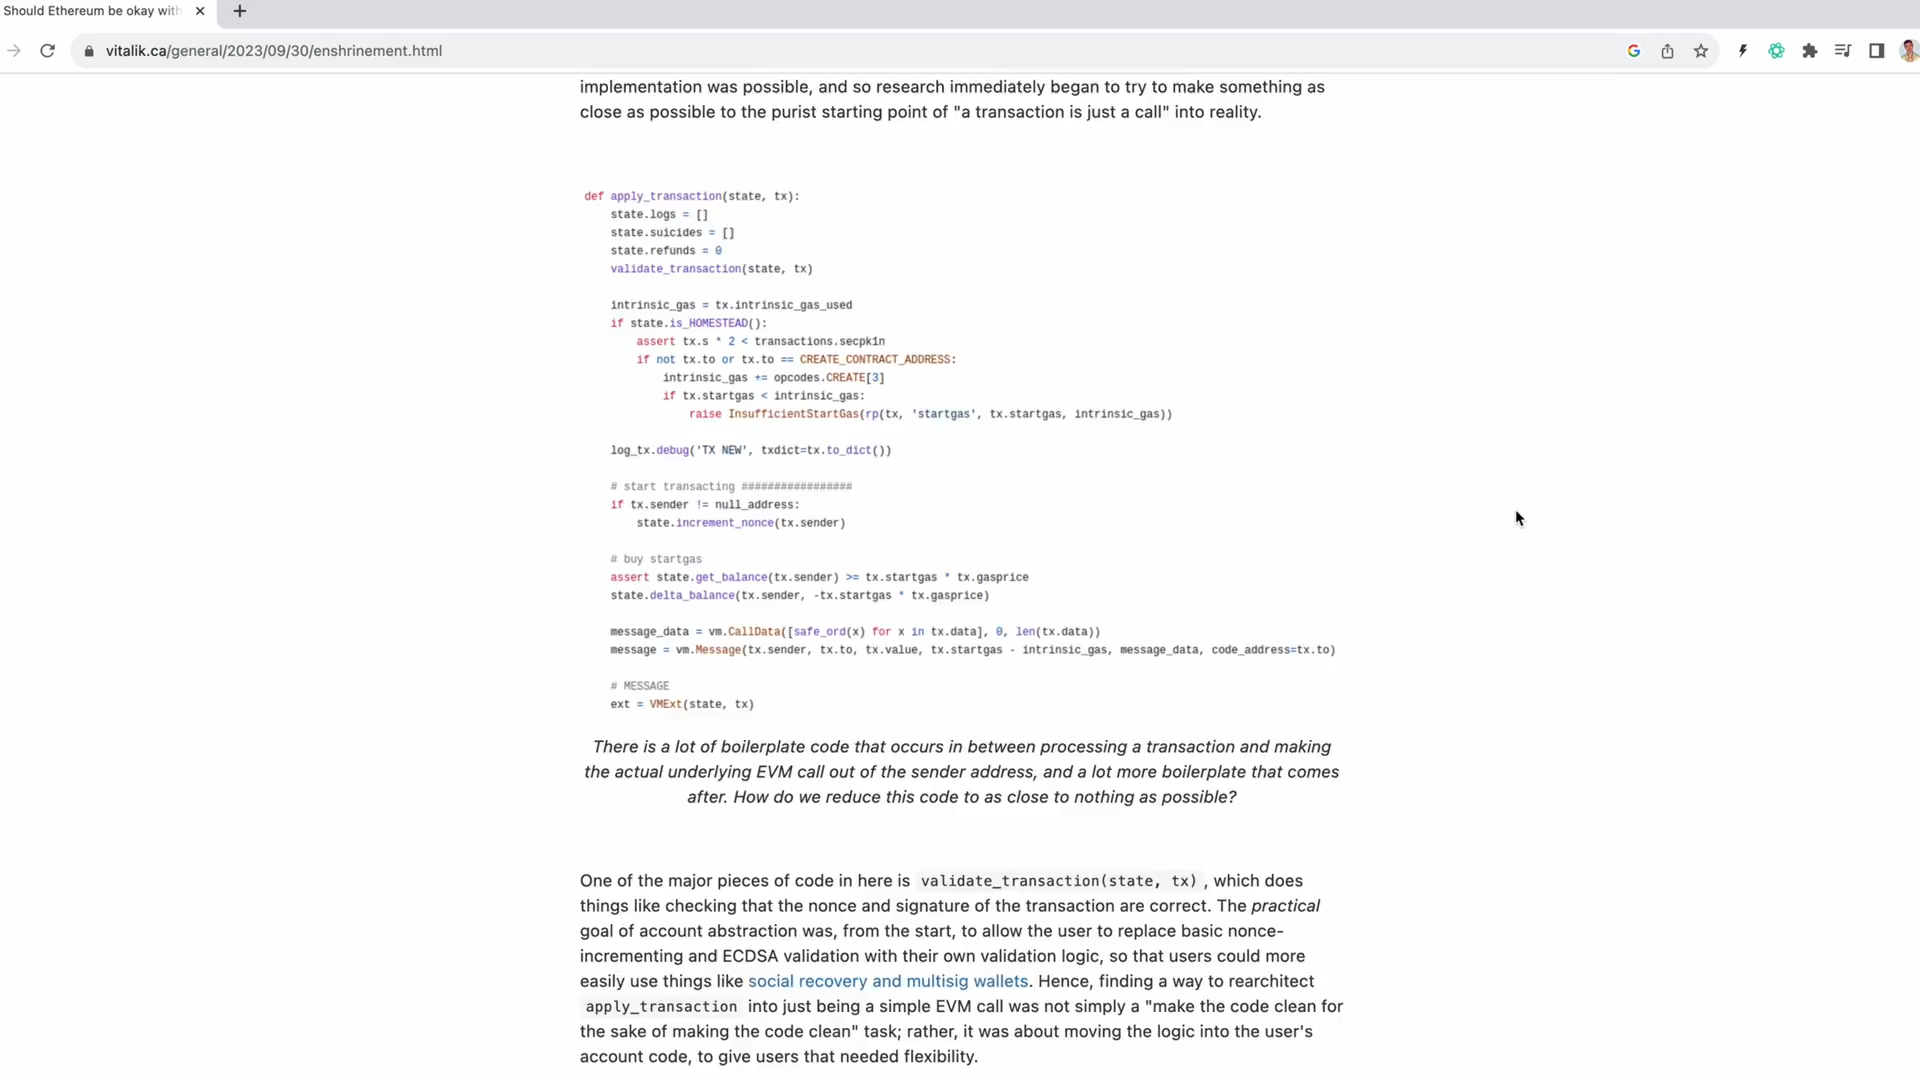 Should Ethereum be okay with
vitalik.ca/general/2023/09/30/enshrinement.html
implementation was possible, and so research immediately began to try to make something as
close as possible to the purist starting point of "a transaction is just a call" into reality.
def apply_transaction(state, tx):
    state.logs = []
    state.suicides = []
    state.refunds = 0
    validate_transaction(state, tx)
    intrinsic_gas = tx.intrinsic_gas_used
    if state.is_HOMESTEAD():
        assert tx.s * 2 < transactions.secpk1n
        if not tx.to or tx.to == CREATE_CONTRACT_ADDRESS:
            intrinsic_gas += opcodes.CREATE[3]
            if tx.startgas < intrinsic_gas:
                raise InsufficientStartGas(rp(tx, 'startgas', tx.startgas, intrinsic_gas))
    log_tx.debug('TX NEW', txdict=tx.to_dict())
    # start transacting #################
    if tx.sender != null_address:
        state.increment_nonce(tx.sender)
    # buy startgas
    assert state.get_balance(tx.sender) >= tx.startgas * tx.gasprice
    state.delta_balance(tx.sender, -tx.startgas * tx.gasprice)
    message_data = vm.CallData([safe_ord(x) for x in tx.data], 0, len(tx.data))
    message = vm.Message(tx.sender, tx.to, tx.value, tx.startgas - intrinsic_gas, message_data, code_address=tx.to)
    # MESSAGE
    ext = VMExt(state, tx)
There is a lot of boilerplate code that occurs in between processing a transaction and making
the actual underlying EVM call out of the sender address, and a lot more boilerplate that comes
after. How do we reduce this code to as close to nothing as possible?
One of the major pieces of code in here is validate_transaction(state, tx) , which does
things like checking that the nonce and signature of the transaction are correct. The practical
goal of account abstraction was, from the start, to allow the user to replace basic nonce-
incrementing and ECDSA validation with their own validation logic, so that users could more
easily use things like social recovery and multisig wallets. Hence, finding a way to rearchitect
apply_transaction into just being a simple EVM call was not simply a "make the code clean for
the sake of making the code clean" task; rather, it was about moving the logic into the user's
account code, to give users that needed flexibility.